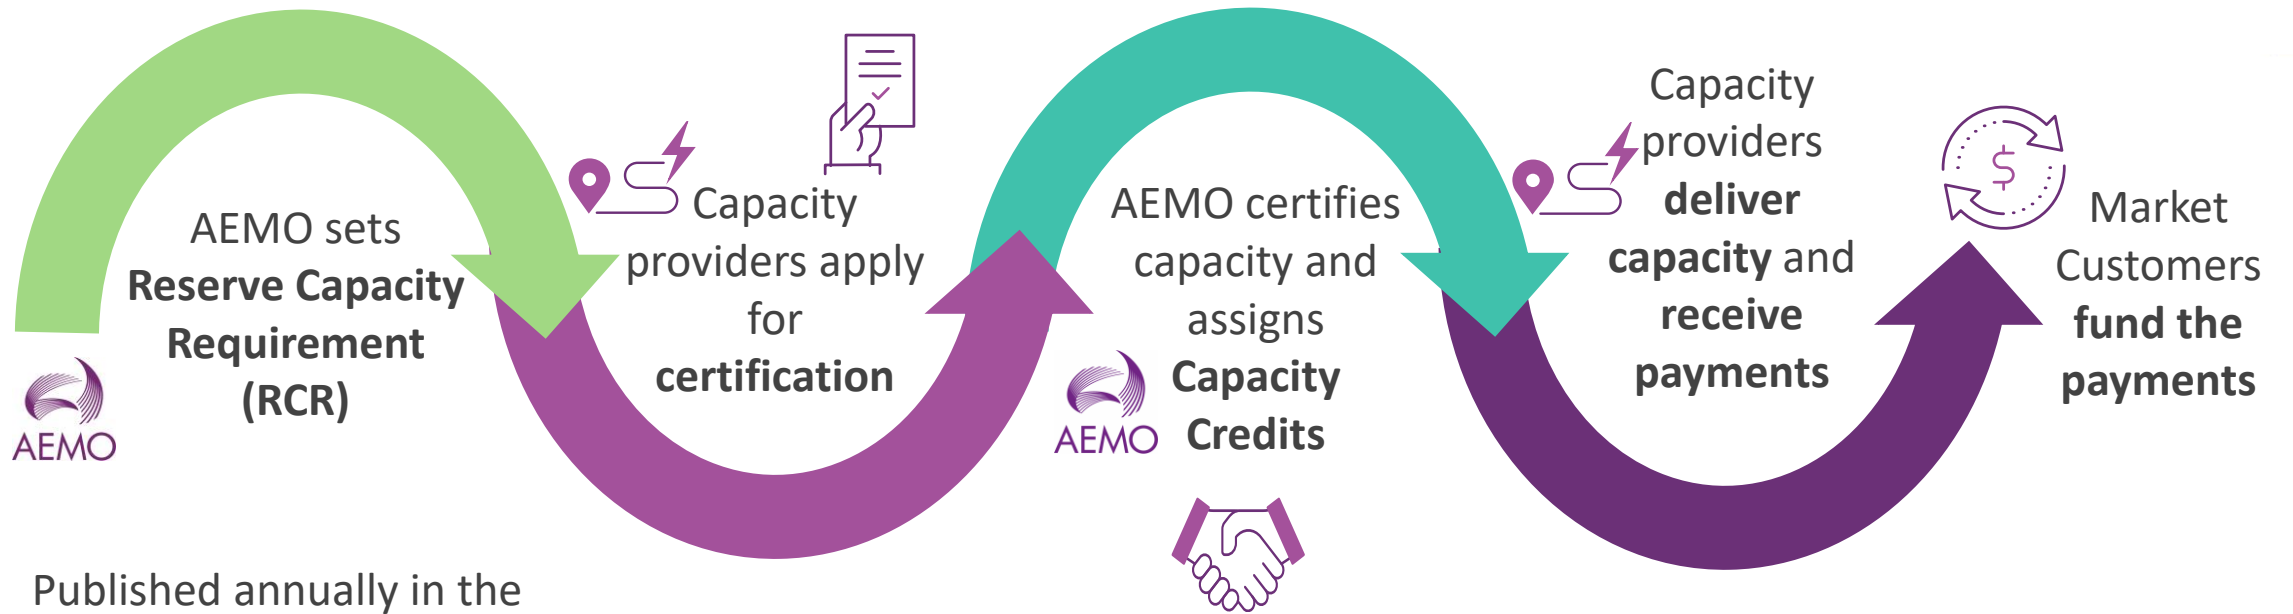 AEMO sets
Reserve Capacity
Requirement
(RCR)
AEMO
Published annually in the
Capacity
providers apply
for
certification
AEMO certifies
capacity and
assigns
Capacity
Credits
AEMO
Capacity
providers
deliver
capacity and
receive
payments
$
Market
Customers
fund the
payments